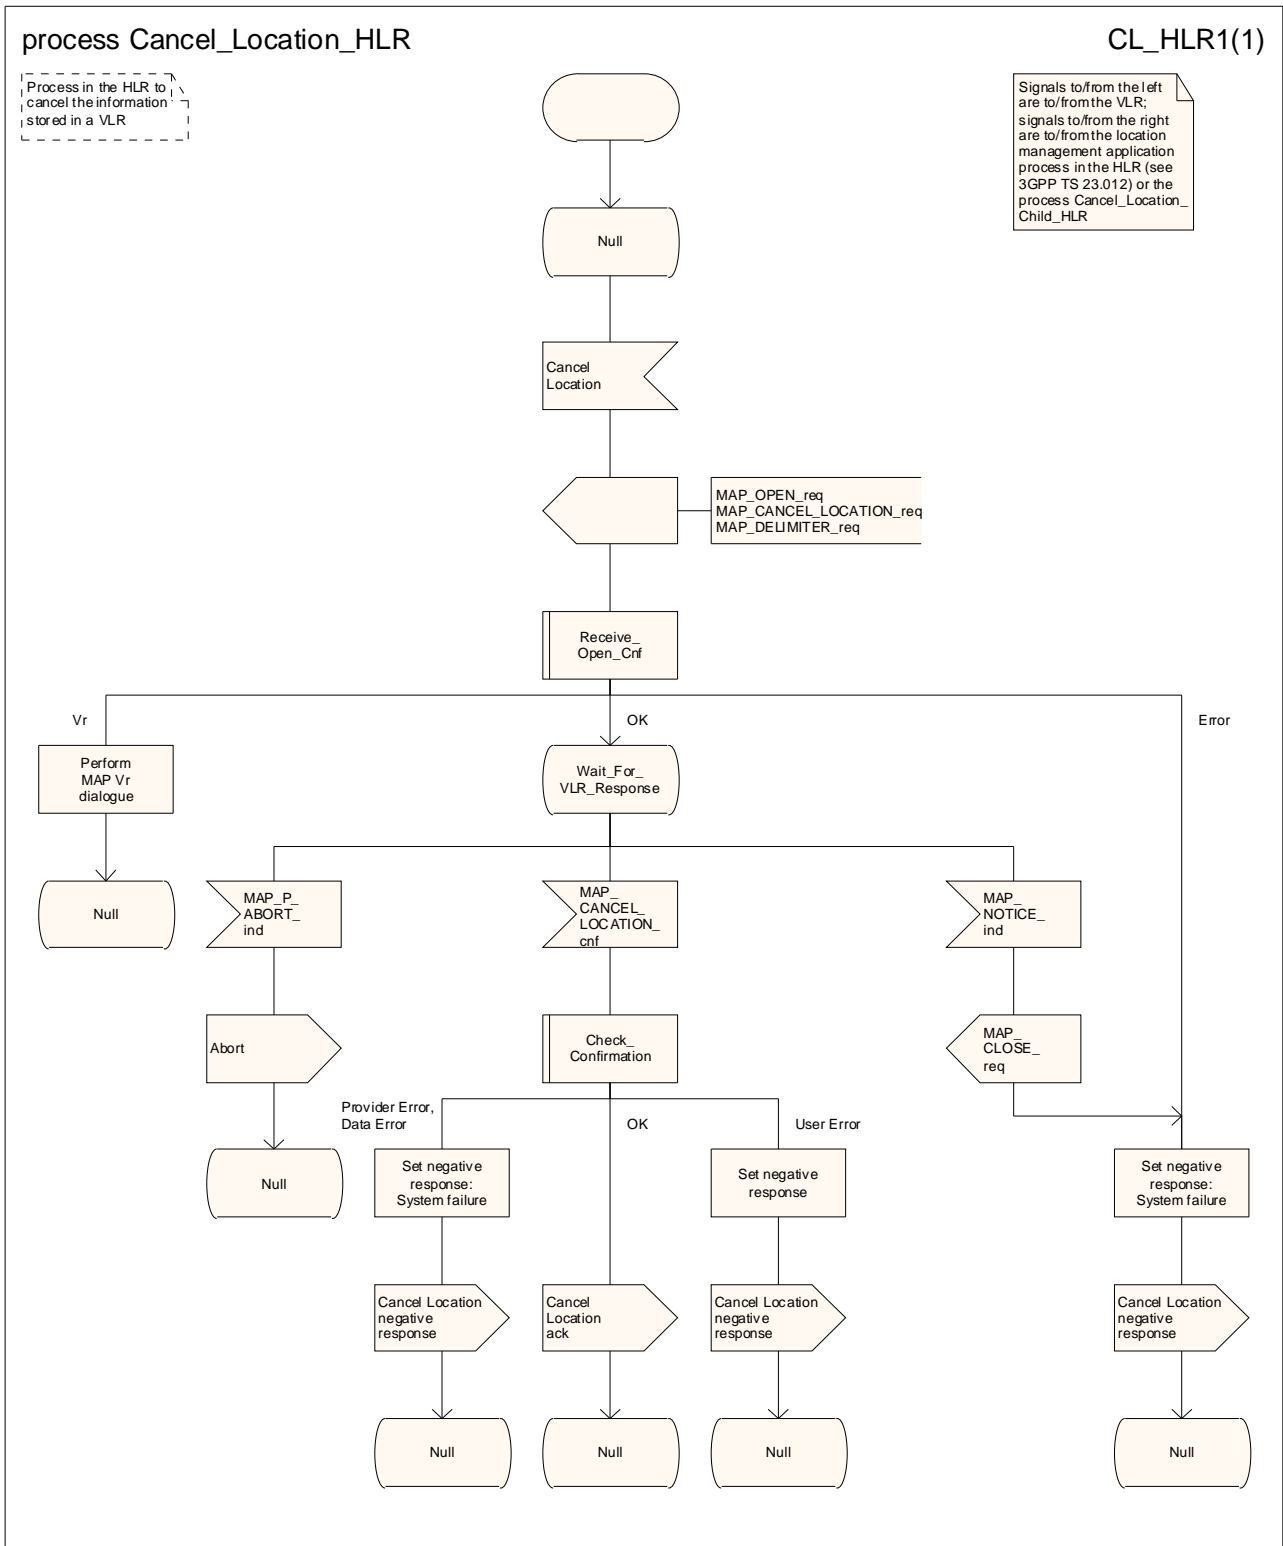 process Cancel_Location_HLR
CL_HLR1(1)
Process in the HLR to
cancel the information
stored in a VLR
Signals to/from the left
are to/from the VLR;
signals to/from the right
are to/from the location
management application
process in the HLR (see
3GPP TS 23.012) or the
process Cancel_Location_
Child_HLR
Null
Cancel
Location
MAP_OPEN_req
MAP_CANCEL_LOCATION_req
MAP_DELIMITER_req
Receive_
Open_Cnf
Vr
OK
Error
Perform
MAP Vr
dialogue
Wait_For_
VLR_Response
Null
MAP_P_
ABORT_
ind
MAP_
CANCEL_
LOCATION_
cnf
MAP_
NOTICE_
ind
Abort
Check_
Confirmation
MAP_
CLOSE_
req
Provider Error,
Data Error
OK
User Error
Null
Set negative
response:
System failure
Set negative
response
Set negative
response:
System failure
Cancel Location
negative
response
Cancel
Location
ack
Cancel Location
negative
response
Cancel Location
negative
response
Null
Null
Null
Null